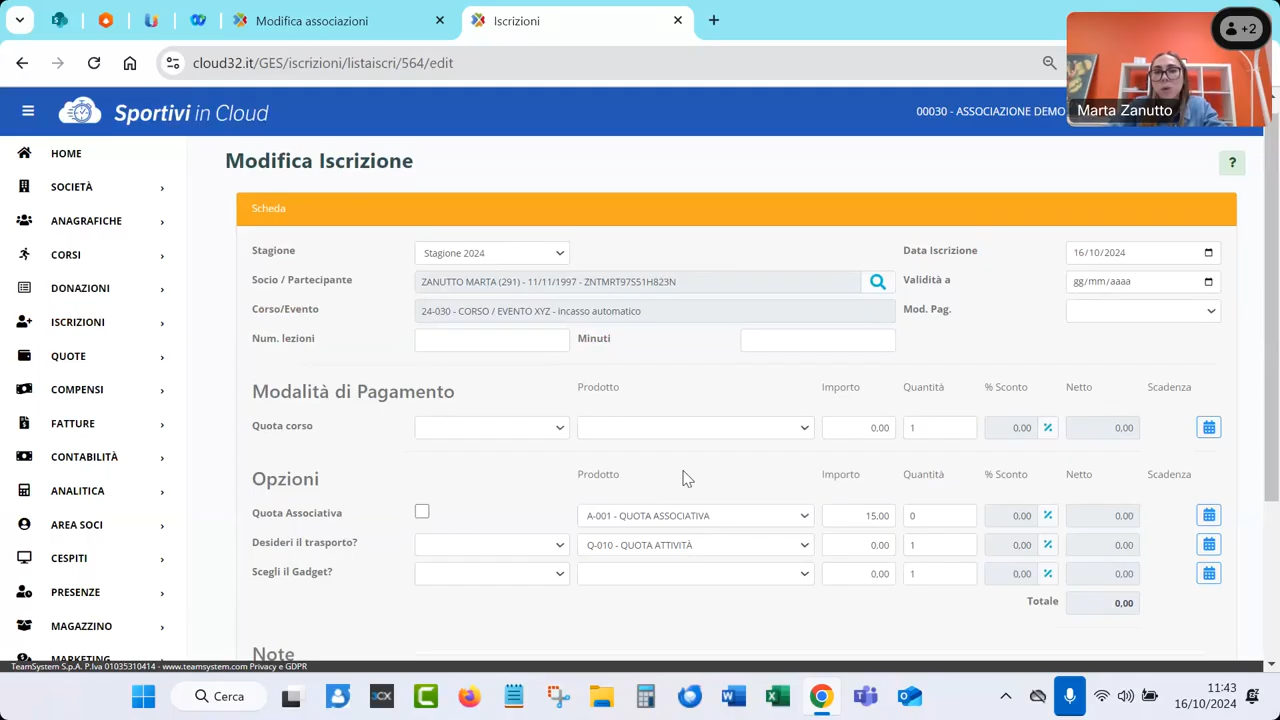 Modifica associazioni
Iscrizioni
cloud32.it/GES/iscrizioni/listaiscri/564/edit
+2
Marta Zanutto
Sportivi in Cloud
00030 - ASSOCIAZIONE DEMO
HOME
SOCIETÀ
ANAGRAFICHE
CORSI
DONAZIONI
ISCRIZIONI
QUOTE
COMPENSI
FATTURE
CONTABILITÀ
ANALITICA
AREA SOCI
CESPITI
PRESENZE
MAGAZZINO
MARKETING
Modifica Iscrizione
?
Scheda
Stagione Stagione 2024 Data Iscrizione 16/10/2024
Socio / Partecipante ZANUTTO MARTA (291) - 11/11/1997 - ZNTMRT97S51H823N Validità a gg/mm/aaaa
Corso/Evento 24-030 - CORSO / EVENTO XYZ - incasso automatico Mod. Pag.
Num. lezioni Minuti
Modalità di Pagamento Prodotto Importo Quantità % Sconto Netto Scadenza
Quota corso 0.00 1 0,00 % 0,00
Opzioni Prodotto Importo Quantità % Sconto Netto Scadenza
Quota Associativa A-001 - QUOTA ASSOCIATIVA 15.00 0 0,00 % 0,00
Desideri il trasporto? Q-010 - QUOTA ATTIVITÀ 0.00 1 0,00 % 0,00
Scegli il Gadget? 0.00 1 0,00 % 0,00
Totale 0,00
Note
TeamSystem S.p.A. P.Iva 01035310414 - www.teamsystem.com Privacy e GDPR
Cerca
3CX
11:43
16/10/2024